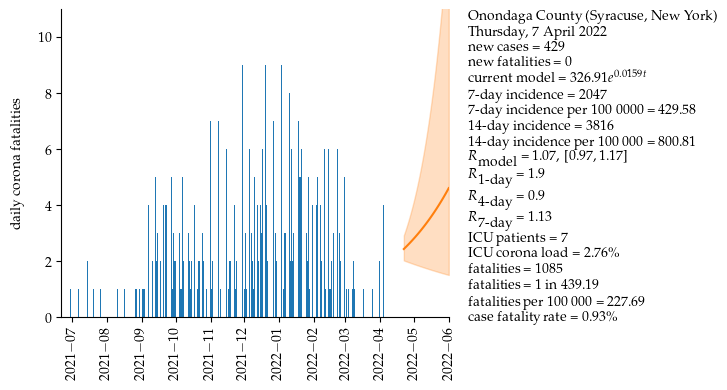 daily corona fatalities
10
8
6
4
2
0
2021−07
2021−08
2021−09
2021−10
2021−11
2021−12
2022−01
2022−02
2022−03
2022−04
2022−05
2022−06
Onondaga County (Syracuse, New York)
Thursday, 7 April 2022
new cases = 429
new fatalities = 0
current model = 326.91e^0.0159t
7-day incidence = 2047
7-day incidence per 100 0000 = 429.58
14-day incidence = 3816
14-day incidence per 100 000 = 800.81
R_model = 1.07, [0.97, 1.17]
R_1-day = 1.9
R_4-day = 0.9
R_7-day = 1.13
ICU patients = 7
ICU corona load = 2.76%
fatalities = 1085
fatalities = 1 in 439.19
fatalities per 100 000 = 227.69
case fatality rate = 0.93%